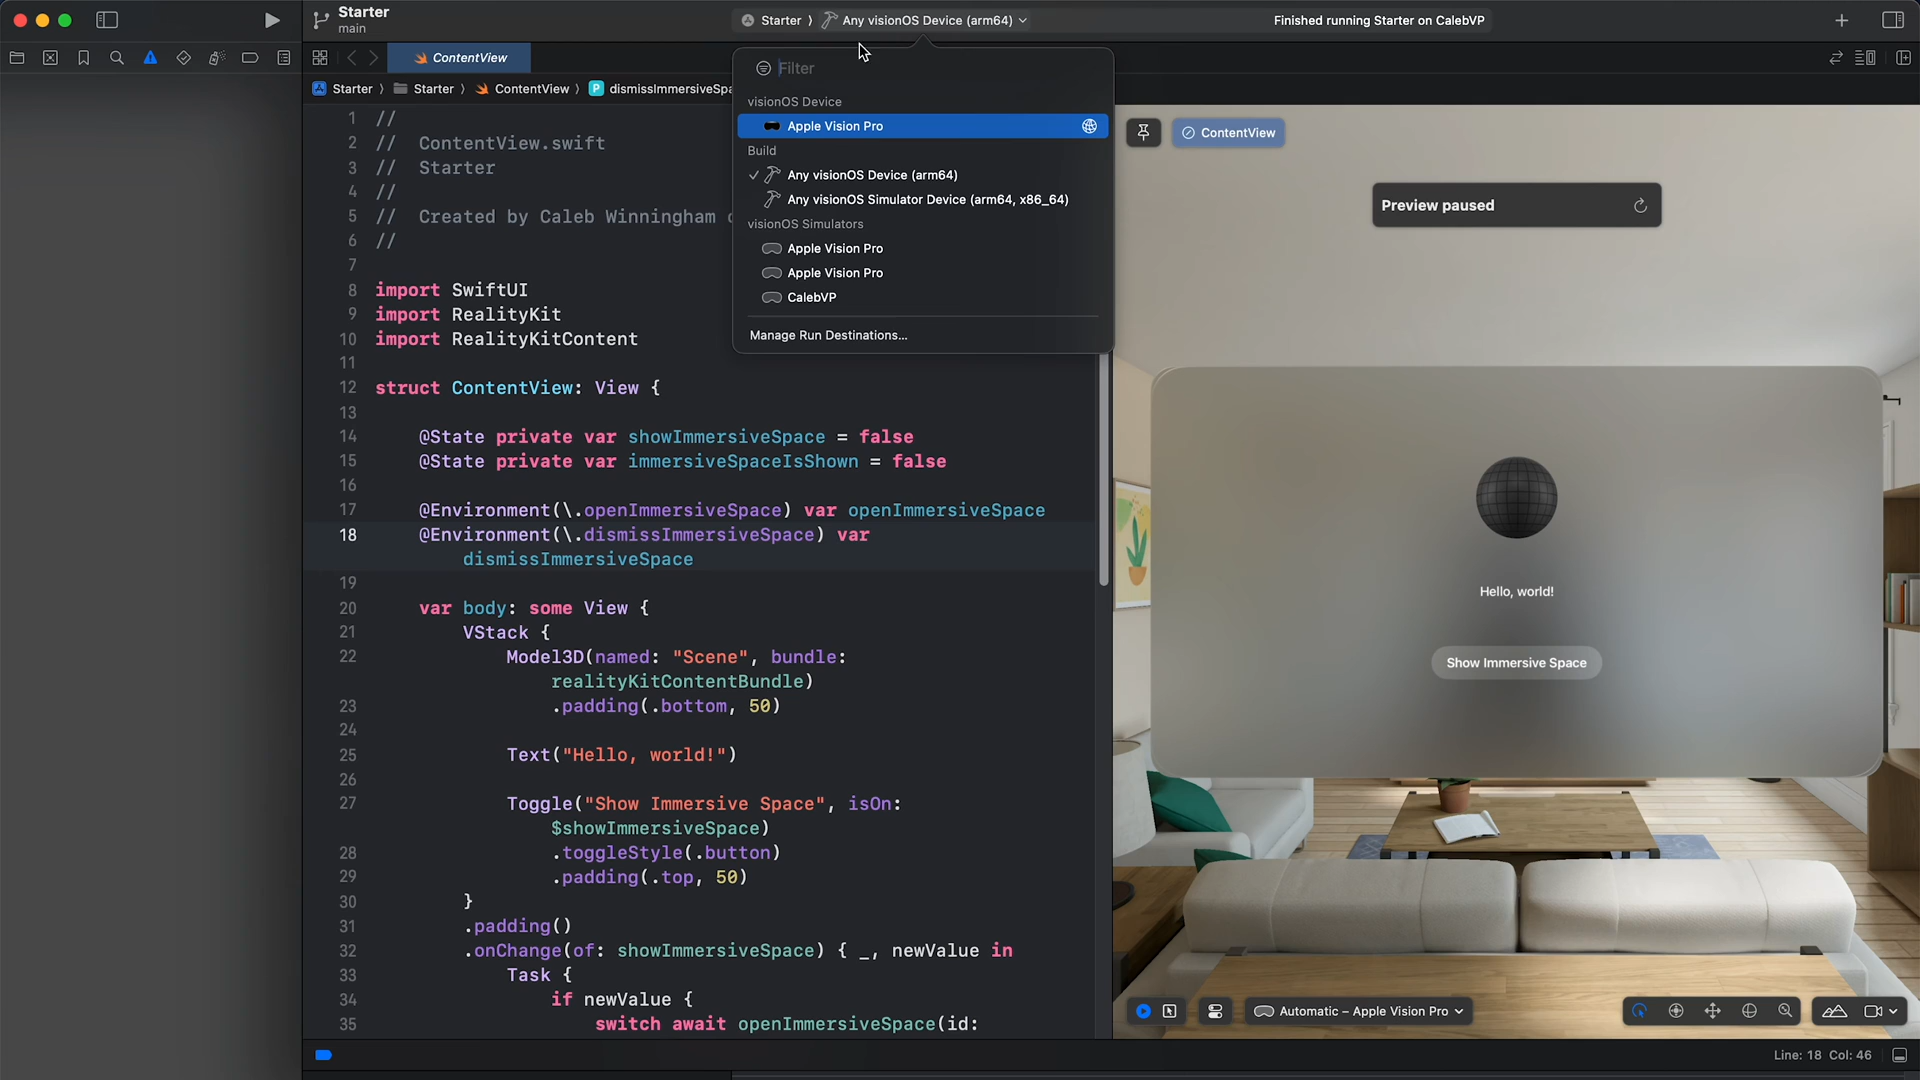 Starter
main
Starter 〉 Any visionOS Device (arm64)
Finished running Starter on CalebVP
ContentView
Starter 〉 Starter 〉 ContentView 〉 P
Filter
visionOS Device
Apple Vision Pro
Build
✓ Any visionOS Device (arm64)
Any visionOS Simulator Device (arm64, x86_64)
visionOS Simulators
Apple Vision Pro
Apple Vision Pro
CalebVP
Manage Run Destinations...
1 //
2 // ContentView.swift
3 // Starter
4 //
5 // Created by Caleb Winningham
6 //
7
8 import SwiftUI
9 import RealityKit
10 import RealityKitContent
11
12 struct ContentView: View {
13
14 @State private var showImmersiveSpace = false
15 @State private var immersiveSpaceIsShown = false
16
17 @Environment(\.openImmersiveSpace) var openImmersiveSpace
18 @Environment(\.dismissImmersiveSpace) var
dismissImmersiveSpace
19
20 var body: some View {
21 VStack {
22 Model3D(named: "Scene", bundle:
realityKitContentBundle)
23 .padding(.bottom, 50)
24
25 Text("Hello, world!")
26
27 Toggle("Show Immersive Space", isOn:
$showImmersiveSpace)
28 .toggleStyle(.button)
29 .padding(.top, 50)
30 }
31 .padding()
32 .onChange(of: showImmersiveSpace) { _, newValue in
33 Task {
34 if newValue {
35 switch await openImmersiveSpace(id:
ContentView
Preview paused
Hello, world!
Show Immersive Space
Automatic – Apple Vision Pro
Line: 18 Col: 46